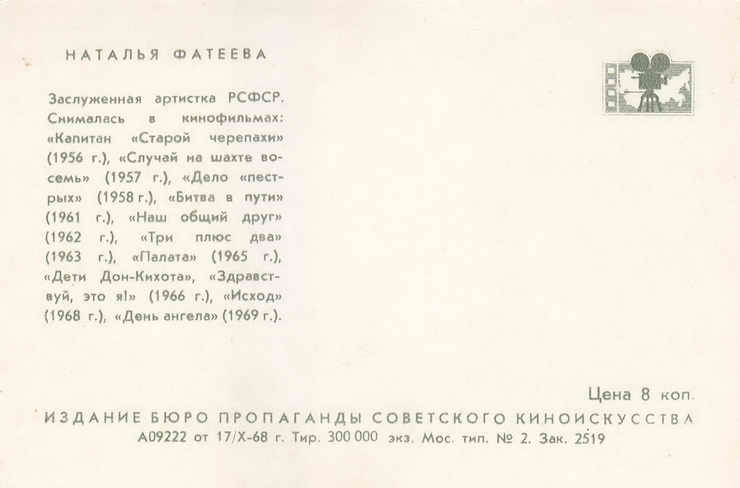 НАТАЛЬЯ ФАТЕЕВА
Заслуженная артистка РСФСР.
Снималась в кинофильмах:
«Капитан «Старой черепахи»
(1956 г.), «Случай на шахте во-
семь» (1957 г.), «Дело «пест-
рых» (1958 г.), «Битва в пути»
(1961 г.), «Наш общий друг»
(1962 г.), «Три плюс два»
(1963 г.), «Палата» (1965 г.),
«Дети Дон-Кихота», «Здравст-
вуй, это я!» (1966 г.), «Исход»
(1968 г.), «День ангела» (1969 г.).
Цена 8 коп.
ИЗДАНИЕ БЮРО ПРОПАГАНДЫ СОВЕТСКОГО КИНОИСКУССТВА
А09222 от 17/X-68 г. Тир. 300 000 экз. Мос. тип. № 2. Зак. 2519